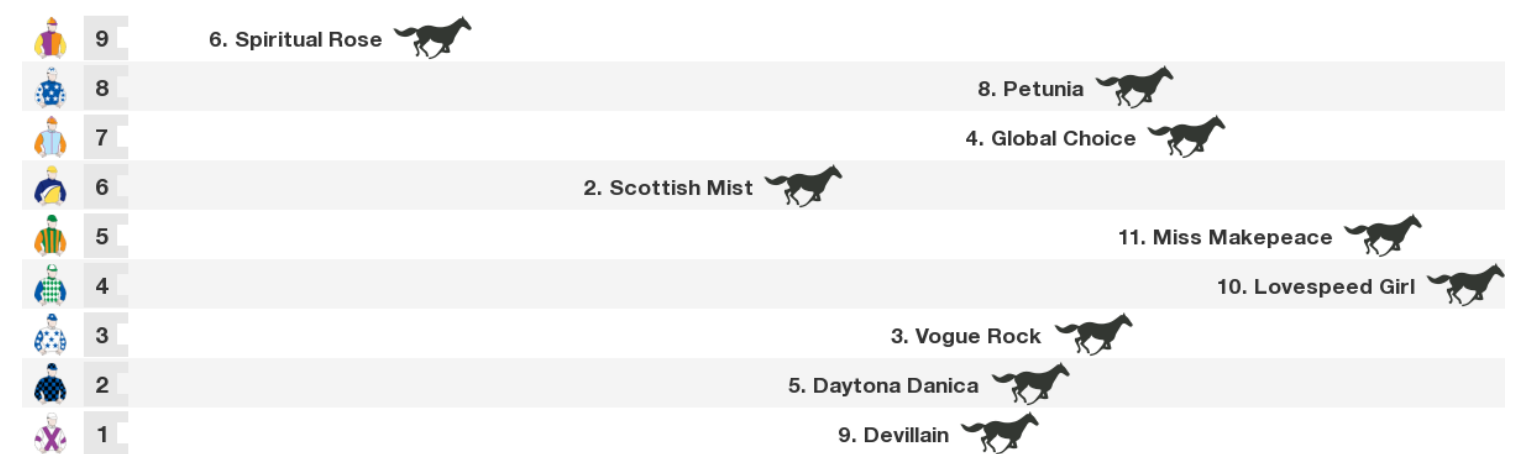 9 6. Spiritual Rose
8 8. Petunia
7 4. Global Choice
6 2. Scottish Mist
5 11. Miss Makepeace
4 10. Lovespeed Girl
3 3. Vogue Rock
2 5. Daytona Danica
1 9. Devillain